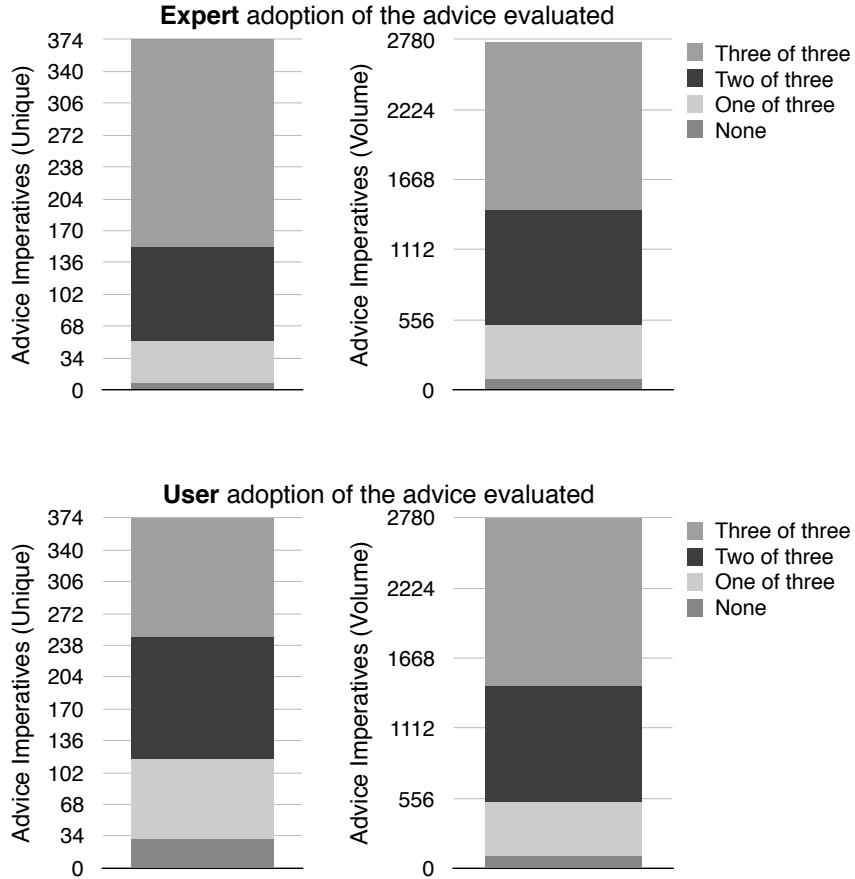 Expert adoption of the advice evaluated
Advice Imperatives (Unique)
374
340
306
272
238
204
170
136
102
68
34
0
Advice Imperatives (Volume)
2780
2224
1668
1112
556
0
Three of three
Two of three
One of three
None
User adoption of the advice evaluated
Advice Imperatives (Unique)
374
340
306
272
238
204
170
136
102
68
34
0
Advice Imperatives (Volume)
2780
2224
1668
1112
556
0
Three of three
Two of three
One of three
None